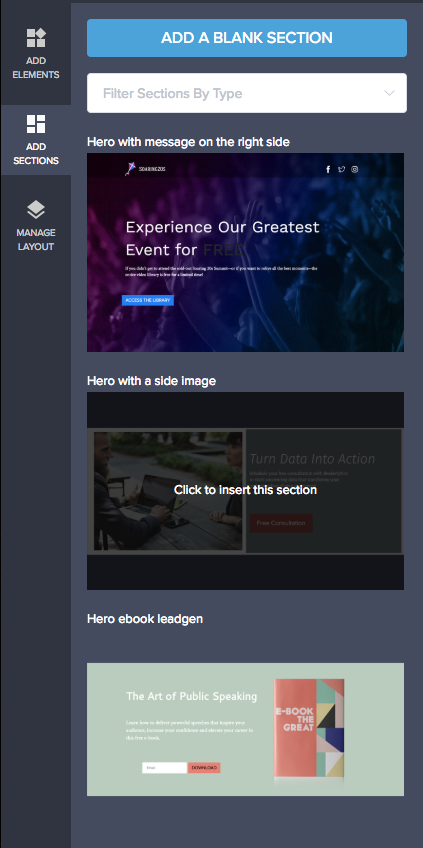 ADD
ELEMENTS
ADD
SECTIONS
MANAGE
LAYOUT
ADD A BLANK SECTION
Filter Sections By Type
Hero with message on the right side
SOARINGZOS
Experience Our Greatest
Event for FREE
If you didn't get to attend the sold-out Soaring Zos Summit—or if you want to relive all the best moments—the
entire video library is free for a limited time!
ACCESS THE LIBRARY
Hero with a side image
Turn Data Into Action
Click to insert this section
Free Consultation
Hero ebook leadgen
The Art of Public Speaking
Learn how to deliver powerful speeches that inspire your
audience, increase your confidence and elevate your career in
this free e-book.
Email
DOWNLOAD
E-BOOK
THE
GREAT